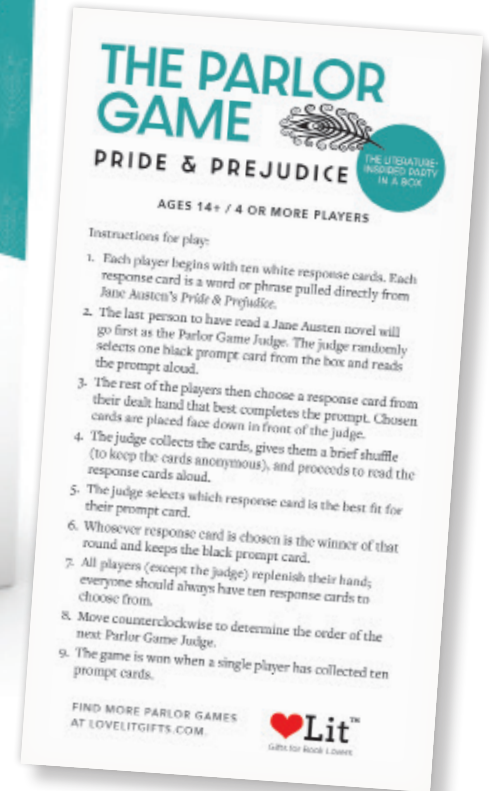 THE PARLOR
GAME
PRIDE & PREJUDICE
THE LITERATURE-
INSPIRED PARTY
IN A BOX
AGES 14+ / 4 OR MORE PLAYERS
Instructions for play:
1. Each player begins with ten white response cards. Each
response card is a word or phrase pulled directly from
Jane Austen's Pride & Prejudice.
2. The last person to have read a Jane Austen novel will
go first as the Parlor Game Judge. The judge randomly
selects one black prompt card from the box and reads
the prompt aloud.
3. The rest of the players then choose a response card from
their dealt hand that best completes the prompt. Chosen
cards are placed face down in front of the judge.
4. The judge collects the cards, gives them a brief shuffle
(to keep the cards anonymous), and proceeds to read the
response cards aloud.
5. The judge selects which response card is the best fit for
their prompt card.
6. Whosever response card is chosen is the winner of that
round and keeps the black prompt card.
7. All players (except the judge) replenish their hand;
everyone should always have ten response cards to
choose from.
8. Move counterclockwise to determine the order of the
next Parlor Game Judge.
9. The game is won when a single player has collected ten
prompt cards.
FIND MORE PARLOR GAMES
AT LOVELITGIFTS.COM.
Lit™
Gifts for Book Lovers